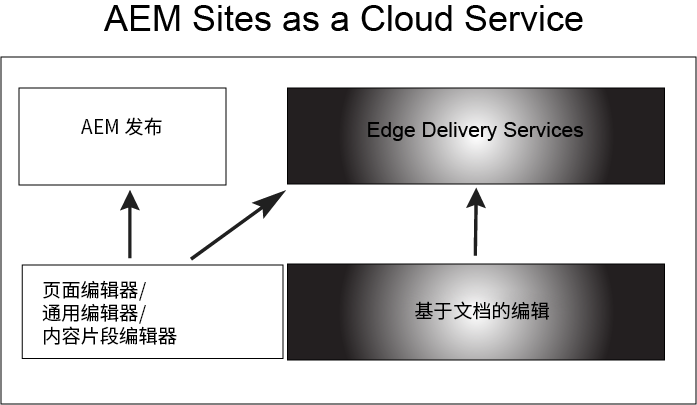 AEM Sites as a Cloud Service
AEM 发布
Edge Delivery Services
页面编辑器/
通用编辑器/
内容片段编辑器
基于文档的编辑